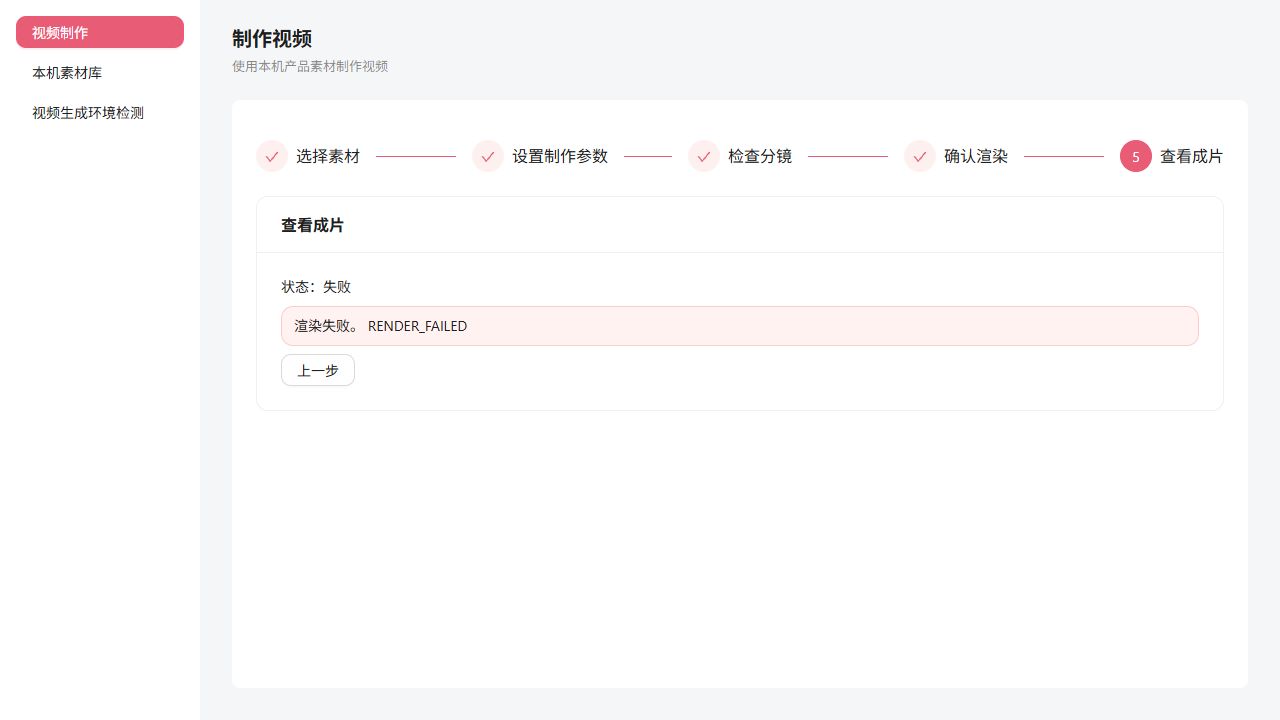 视频制作
本机素材库
视频生成环境检测
制作视频
使用本机产品素材制作视频
选择素材
设置制作参数
检查分镜
确认渲染
5 查看成片
查看成片
状态：失败
渲染失败。 RENDER_FAILED
上一步